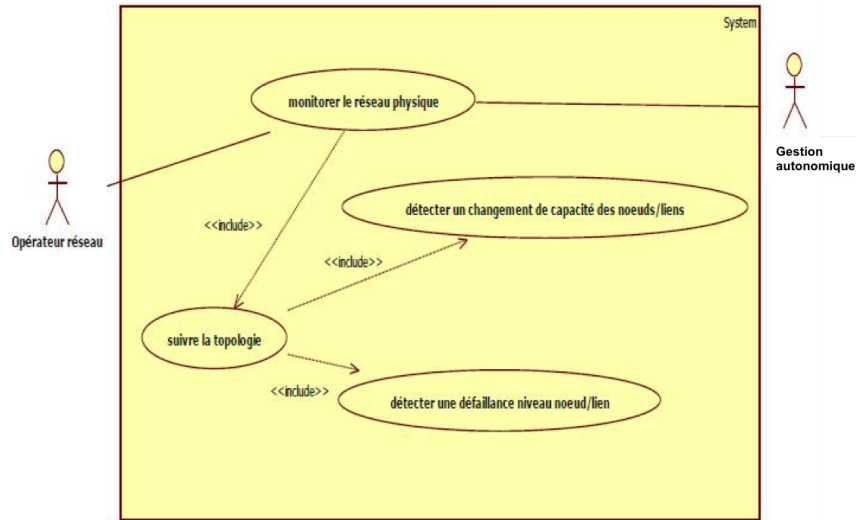 System
monitorer le réseau physique
Gestion
autonomique
Opérateur réseau
<<include>>
détecter un changement de capacité des noeuds/liens
<<include>>
suivre la topologie
<<include>>
détecter une défaillance niveau noeud/lien